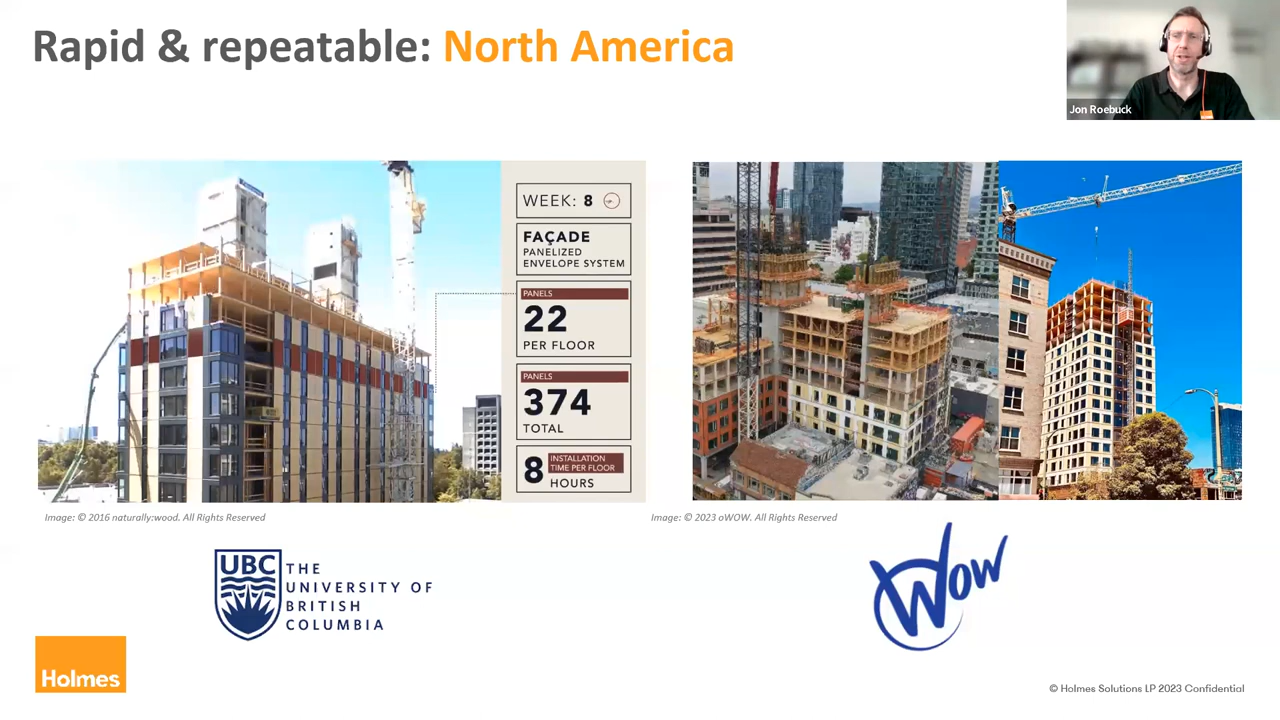 Rapid & repeatable: North America
Jon Roebuck
WEEK: 8
FAÇADE
PANELIZED
ENVELOPE SYSTEM
PANELS
22
PER FLOOR
PANELS
374
TOTAL
8 INSTALLATION
TIME PER FLOOR
HOURS
Image: © 2016 naturally:wood. All Rights Reserved
Image: © 2023 oWOW. All Rights Reserved
UBC
THE
UNIVERSITY OF
BRITISH
COLUMBIA
Wow
Holmes
© Holmes Solutions LP 2023 Confidential